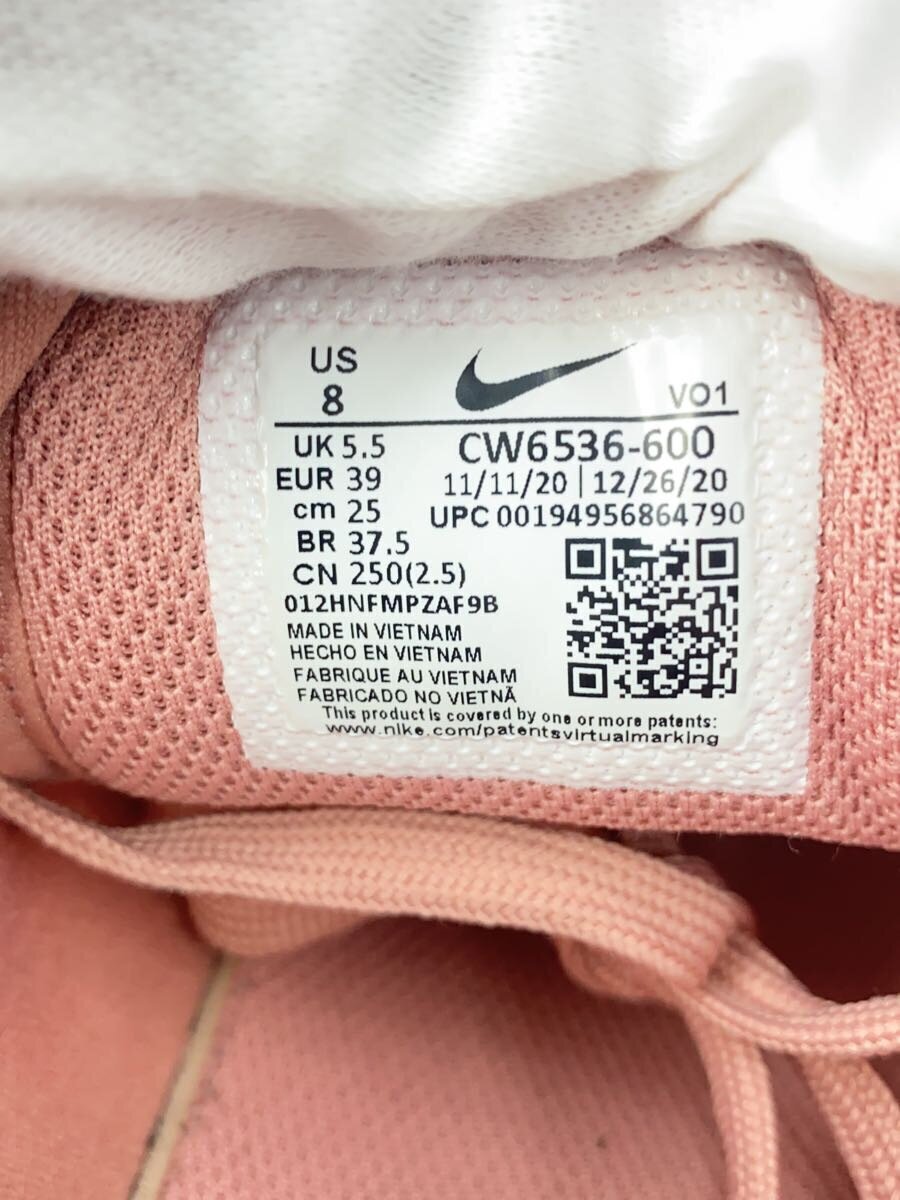 US
8
VO1
UK 5.5
EUR 39
cm 25
BR 37.5
CN 250(2.5)
CW6536-600
11/11/20 | 12/26/20
UPC 00194956864790
012HNFMPZAF9B
MADE IN VIETNAM
HECHO EN VIETNAM
FABRIQUE AU VIETNAM
FABRICADO NO VIETNÃ
This product is covered by one or more patents:
www.nike.com/patentsvirtualmarking